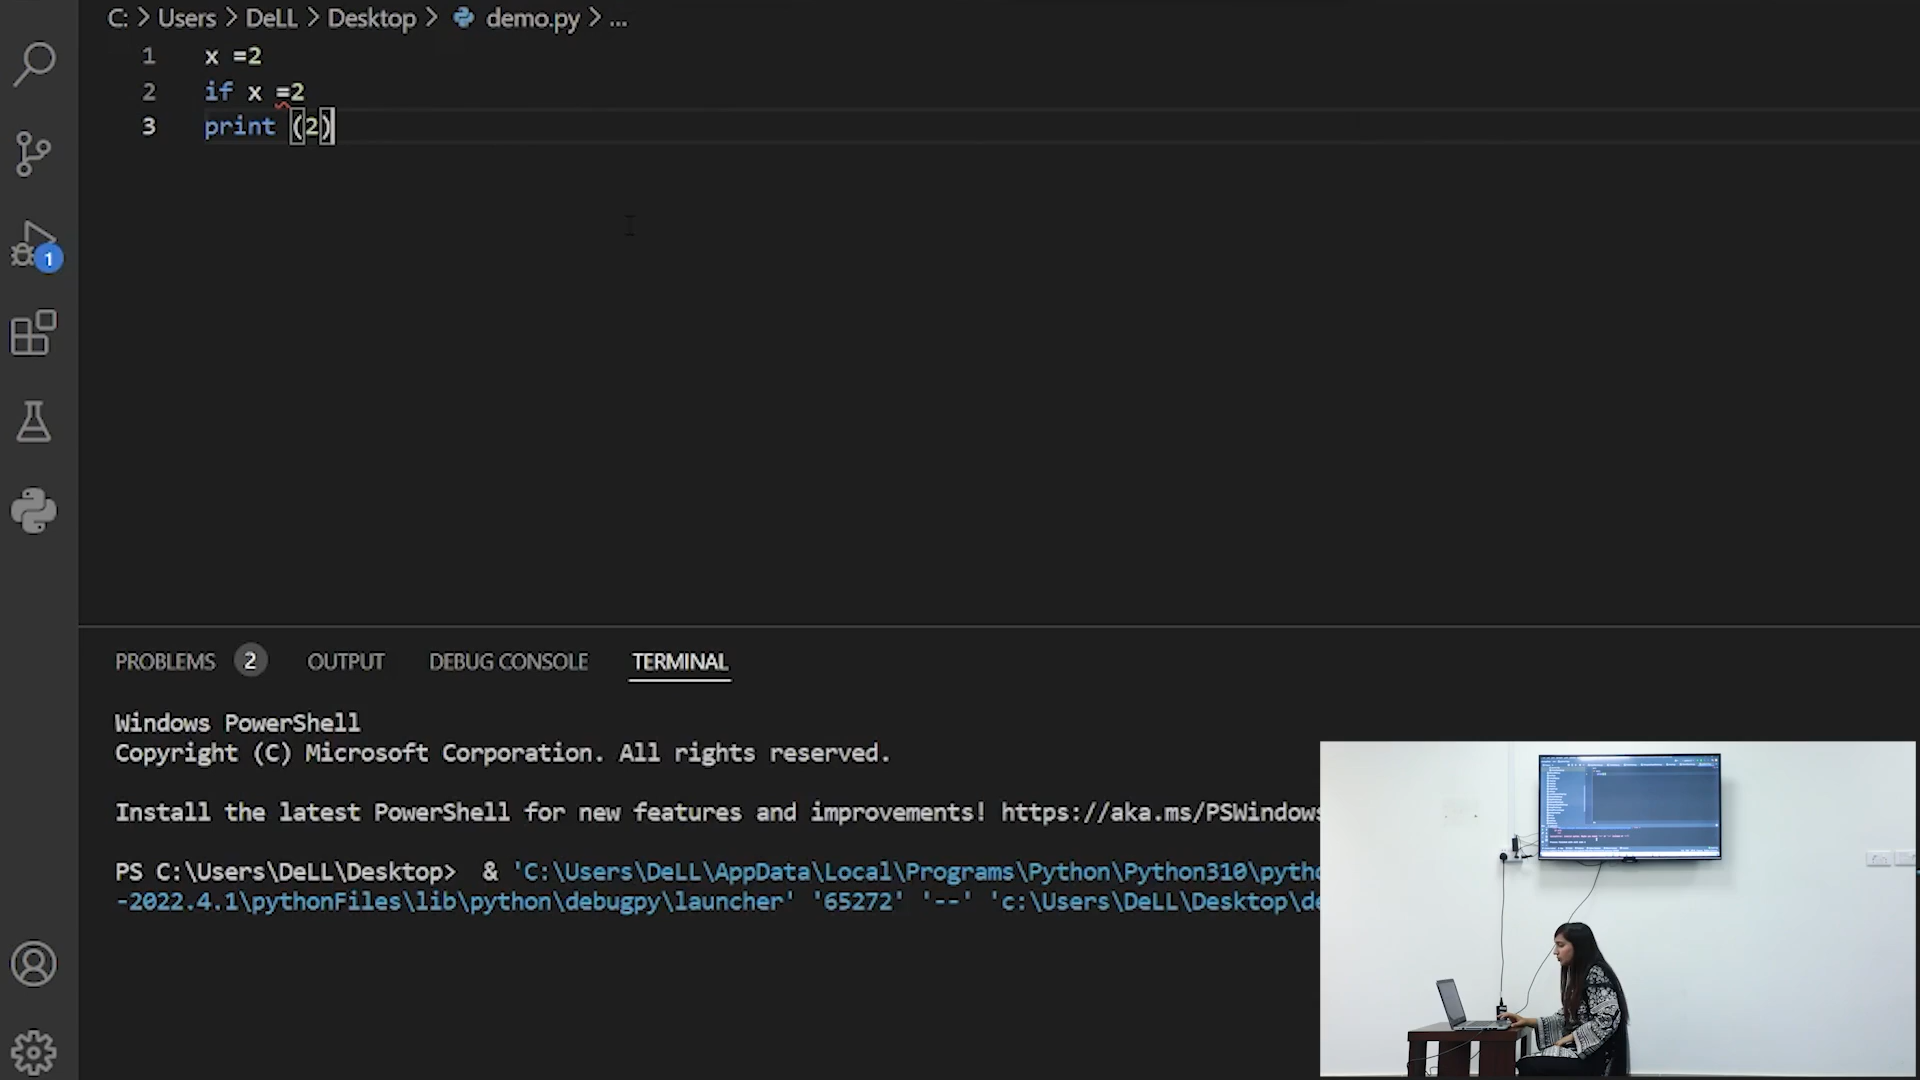 C: > Users > DeLL > Desktop > demo.py > ...
1 x =2
2 if x =2
3 print (2)
1
PROBLEMS 2 OUTPUT DEBUG CONSOLE TERMINAL
Windows PowerShell
Copyright (C) Microsoft Corporation. All rights reserved.
Install the latest PowerShell for new features and improvements! https://aka.ms/PSWindows
PS C:\Users\DeLL\Desktop> & 'C:\Users\DeLL\AppData\Local\Programs\Python\Python310\pytho
-2022.4.1\pythonFiles\lib\python\debugpy\launcher' '65272' '--' 'c:\Users\DeLL\Desktop\de